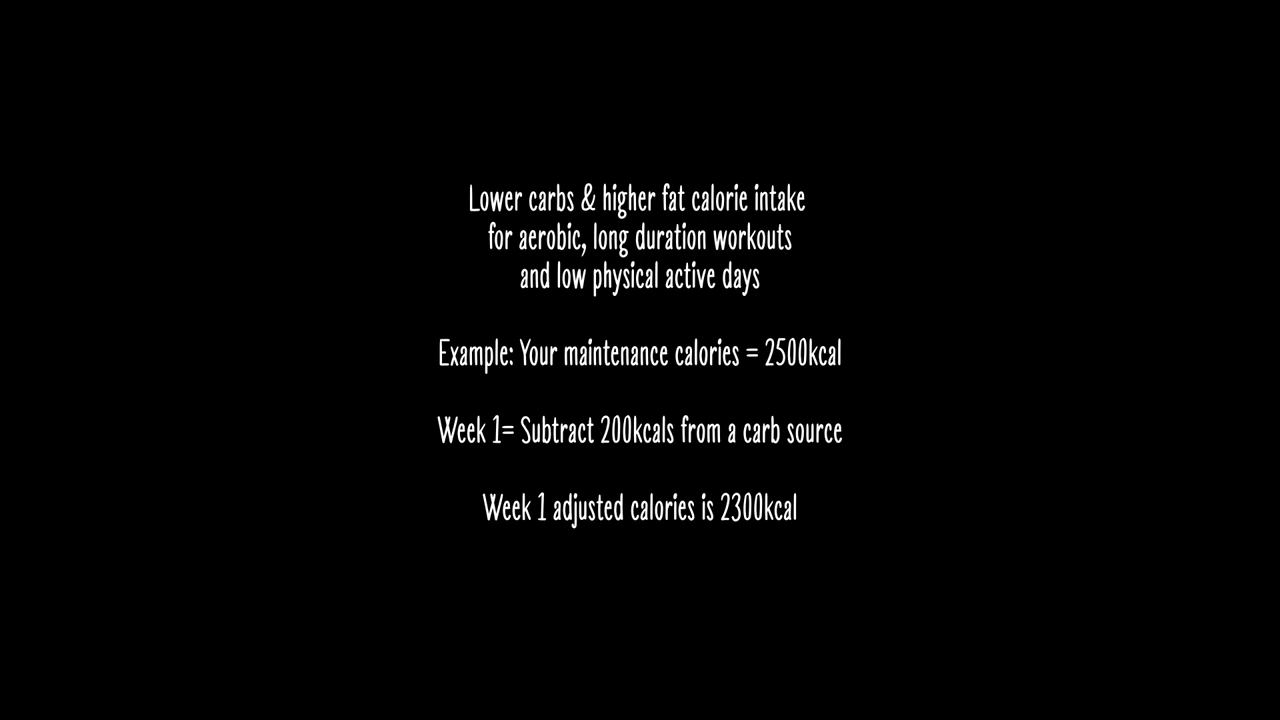 Lower carbs & higher fat calorie intake
for aerobic, long duration workouts
and low physical active days
Example: Your maintenance calories = 2500kcal
Week 1= Subtract 200kcals from a carb source
Week 1 adjusted calories is 2300kcal